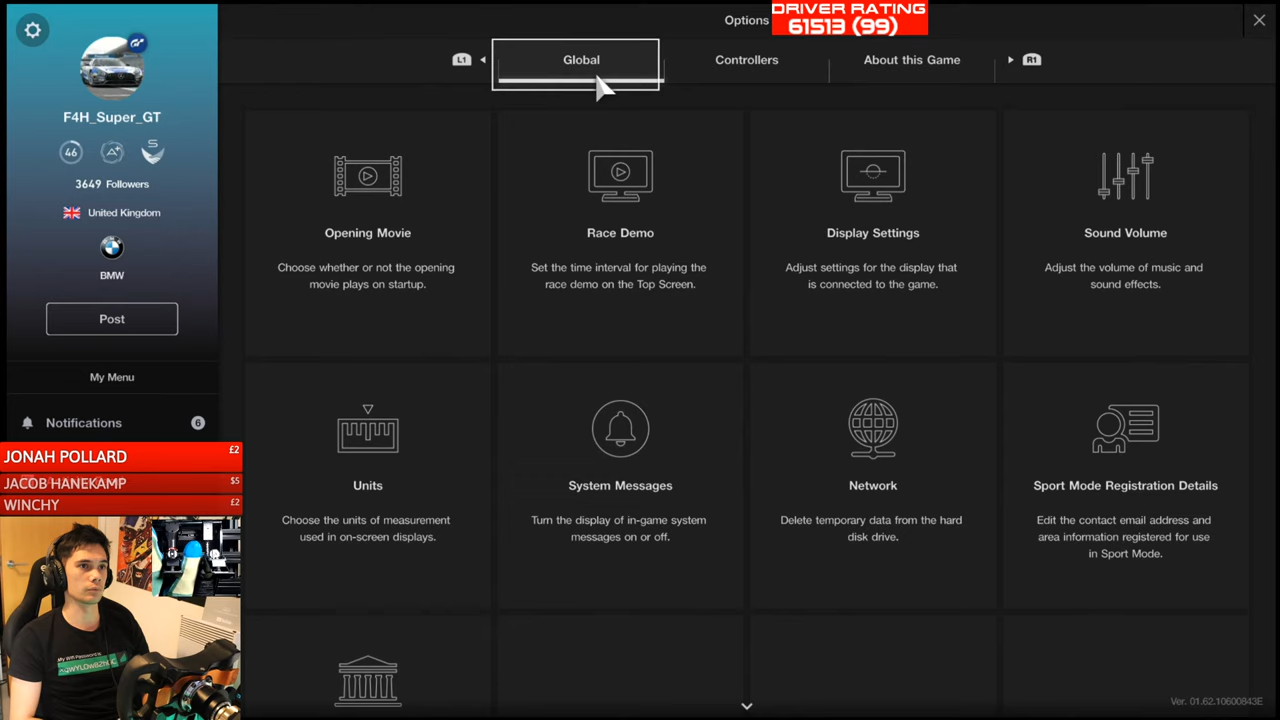 Options
DRIVER RATING
61513 (99)
L1
Global
Controllers
About this Game
R1
F4H_Super_GT
46
A+
S
3649 Followers
United Kingdom
BMW
Post
My Menu
Notifications
6
Opening Movie
Choose whether or not the opening
movie plays on startup.
Race Demo
Set the time interval for playing the
race demo on the Top Screen.
Display Settings
Adjust settings for the display that
is connected to the game.
Sound Volume
Adjust the volume of music and
sound effects.
Units
Choose the units of measurement
used in on-screen displays.
System Messages
Turn the display of in-game system
messages on or off.
Network
Delete temporary data from the hard
disk drive.
Sport Mode Registration Details
Edit the contact email address and
area information registered for use
in Sport Mode.
JONAH POLLARD £2
JACOB HANEKAMP $5
WINCHY £2
My Wifi Password is
Ver. 01.62.10600843E